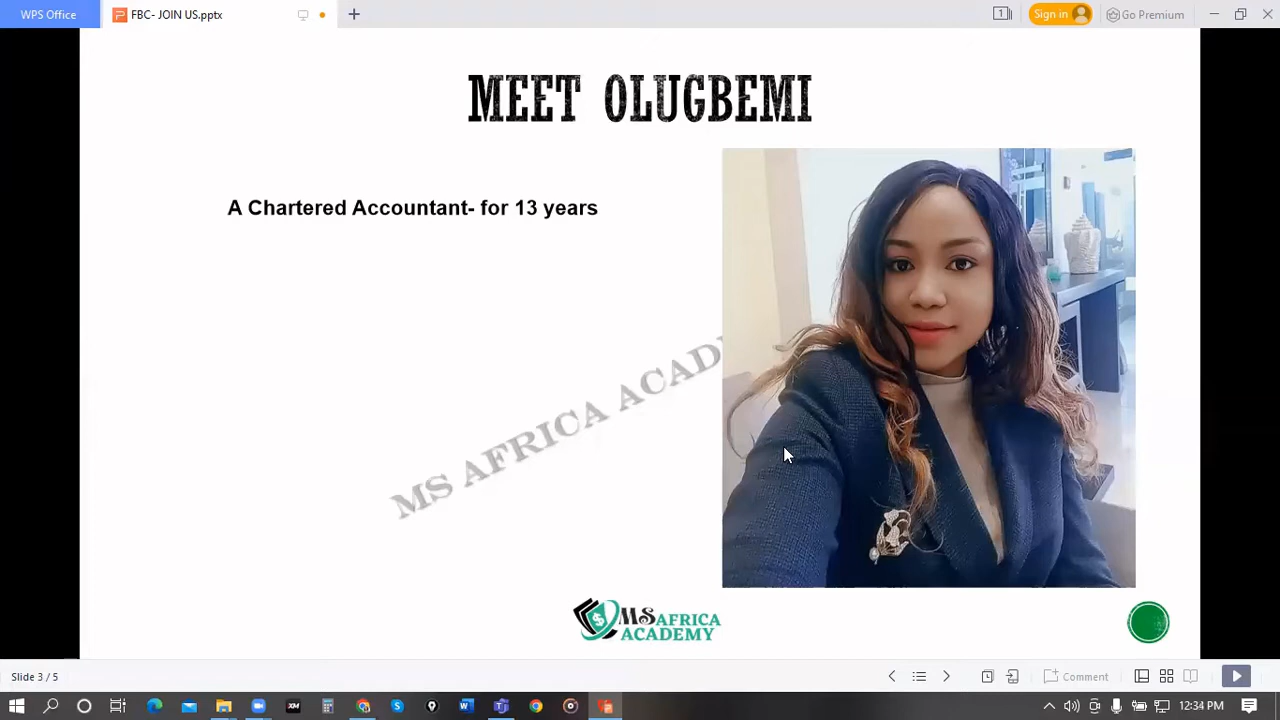 WPS Office
FBC- JOIN US.pptx
Sign in
Go Premium
MEET OLUGBEMI
A Chartered Accountant- for 13 years
MS AFRICA ACAD
MS AFRICA
ACADEMY
Slide 3 / 5
Comment
12:34 PM